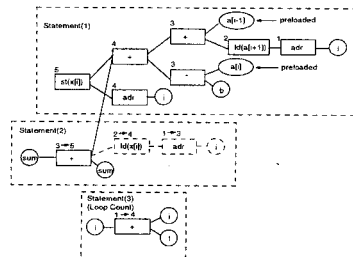 Statement(1)
3
a[i-1]
preloaded
4
+
2
ld(a[i+1])
1
adr
i
+
3
a[i]
preloaded
5
st(x[i])
4
adr
i
b
Statement(2)
2→4
ld(x[i])
1→3
adr
i
3→5
sum
+
sum
Statement(3)
(Loop Count)
1→4
i
+
i
1